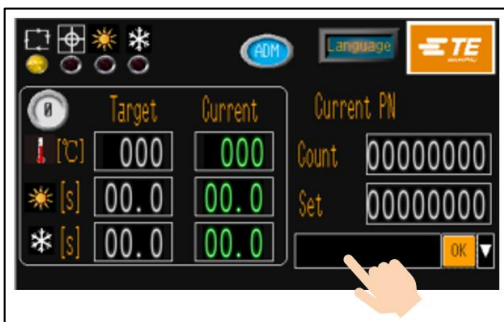 ADM
Language
TE
0
Target
Current
Current PN
[℃]
000
000
Count
00000000
[s]
00.0
00.0
Set
00000000
[s]
00.0
00.0
OK